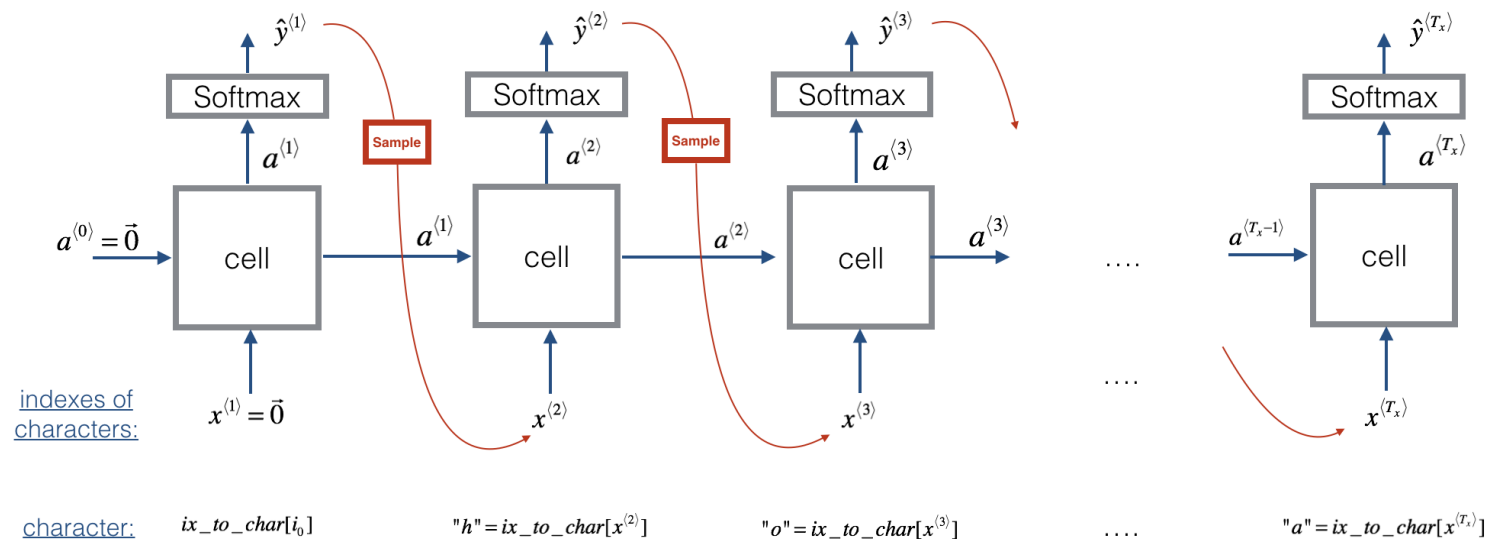 ŷ⟨1⟩ ŷ⟨2⟩ ŷ⟨3⟩ ŷ⟨Tₓ⟩
Softmax Softmax Softmax Softmax
Sample Sample
a⟨1⟩ a⟨2⟩ a⟨3⟩ a⟨Tₓ⟩
a⟨0⟩ = 0⃗ a⟨1⟩ a⟨2⟩ a⟨3⟩ a⟨Tₓ−1⟩
cell cell cell .... cell
....
indexes of
characters:
x⟨1⟩ = 0⃗ x⟨2⟩ x⟨3⟩ x⟨Tₓ⟩
character: ix_to_char[i₀] "h"=ix_to_char[x⟨2⟩] "o"=ix_to_char[x⟨3⟩] .... "a"=ix_to_char[x⟨Tₓ⟩]